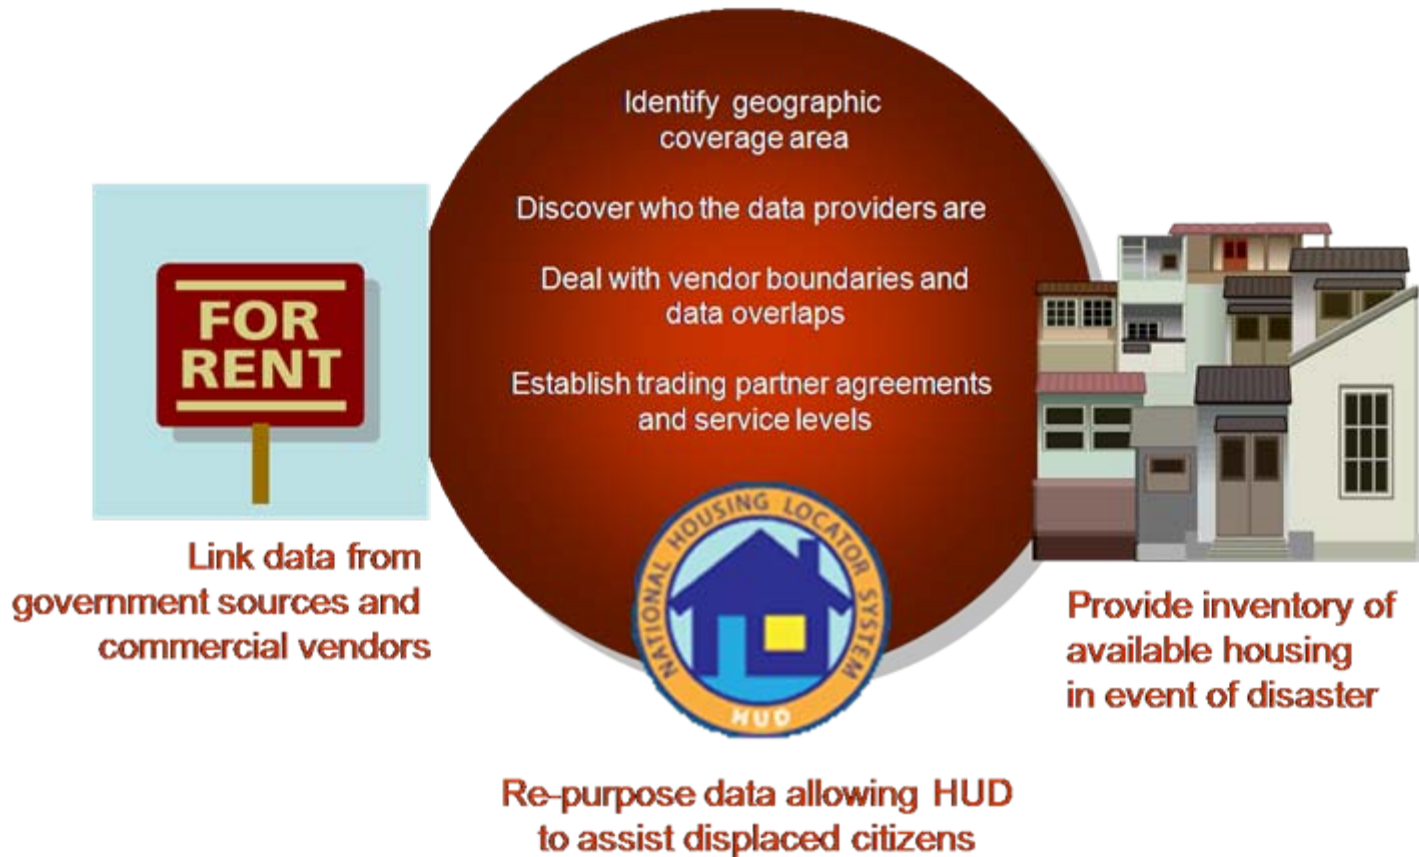 Identify geographic
coverage area
Discover who the data providers are
Deal with vendor boundaries and
data overlaps
Establish trading partner agreements
and service levels
FOR
RENT
Link data from
government sources and
commercial vendors
NATIONAL HOUSING LOCATOR SYSTEM
HUD
Provide inventory of
available housing
in event of disaster
Re-purpose data allowing HUD
to assist displaced citizens